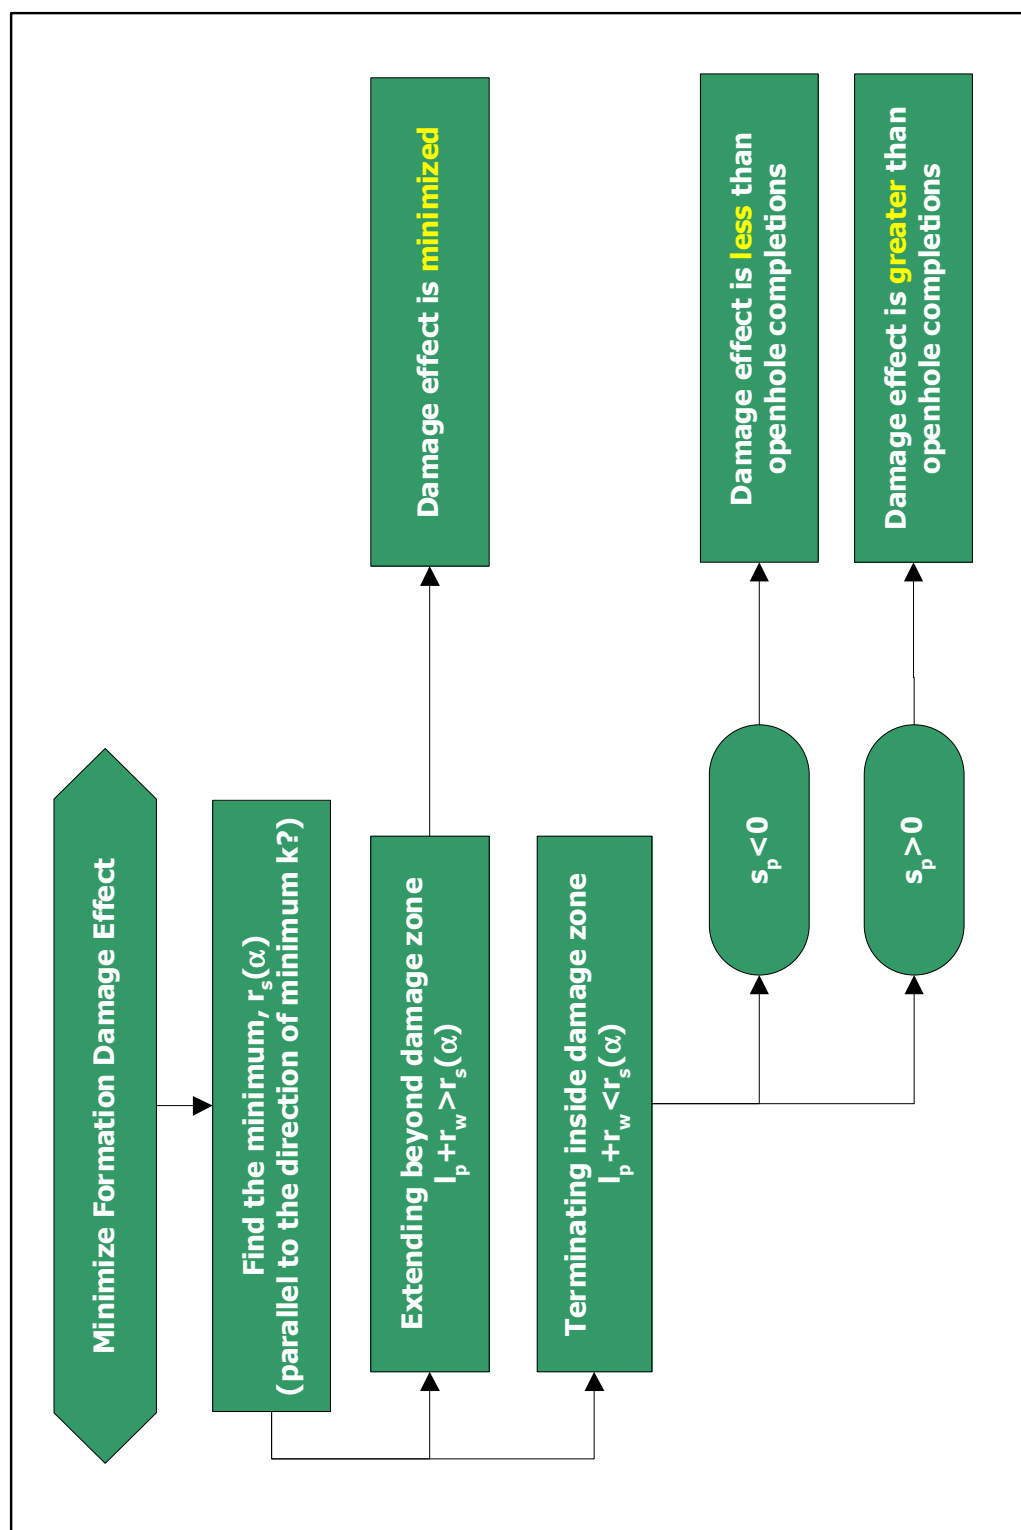 Minimize Formation Damage Effect
Find the minimum, r_s(α)
(parallel to the direction of minimum k?)
Extending beyond damage zone
l_p+r_w>r_s(α)
Damage effect is minimized
Terminating inside damage zone
l_p+r_w<r_s(α)
s_p<0
Damage effect is less than
openhole completions
s_p>0
Damage effect is greater than
openhole completions